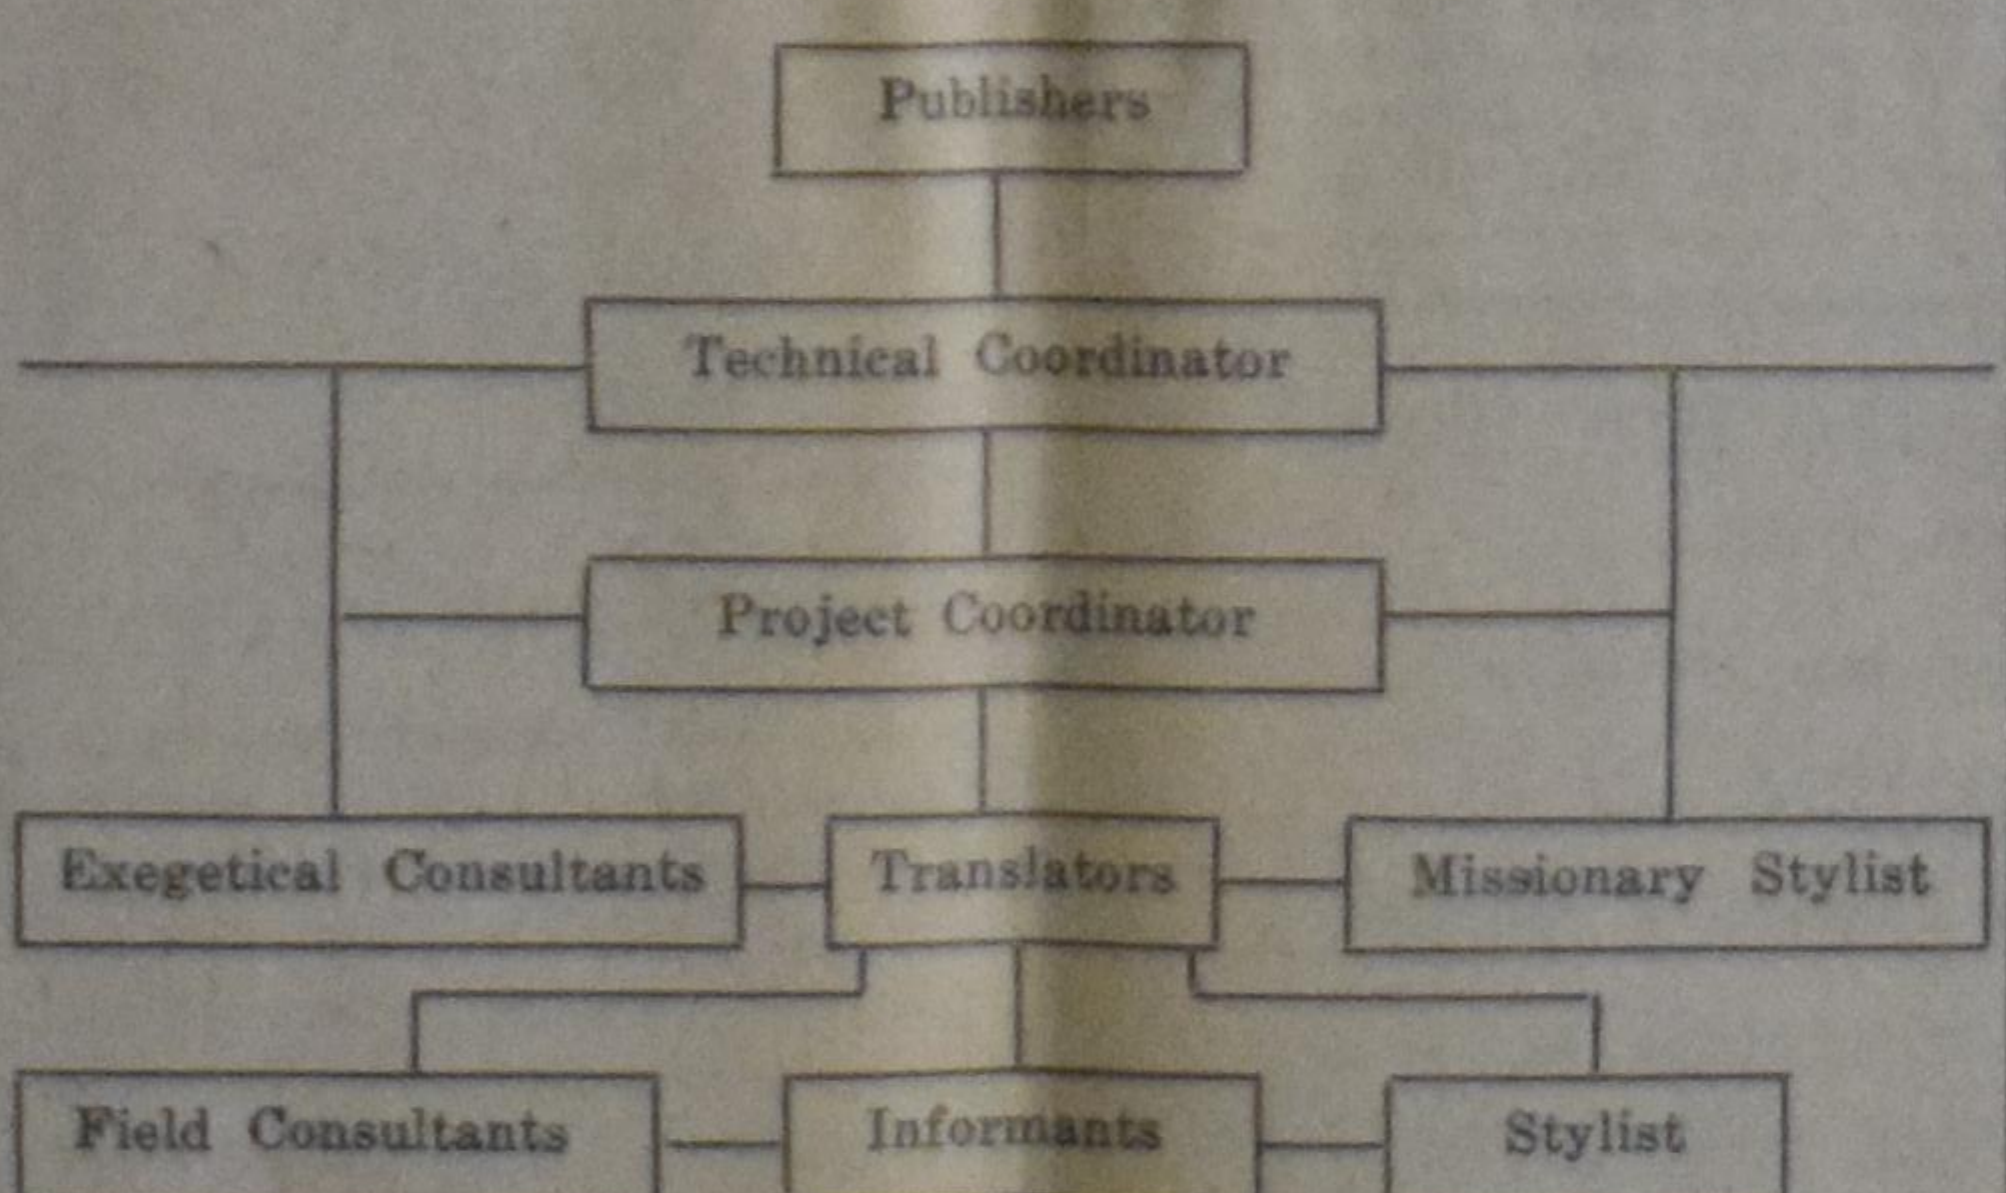 Publishers
Technical Coordinator
Project Coordinator
Exegetical Consultants Translators Missionary Stylist
Field Consultants Informants Stylist